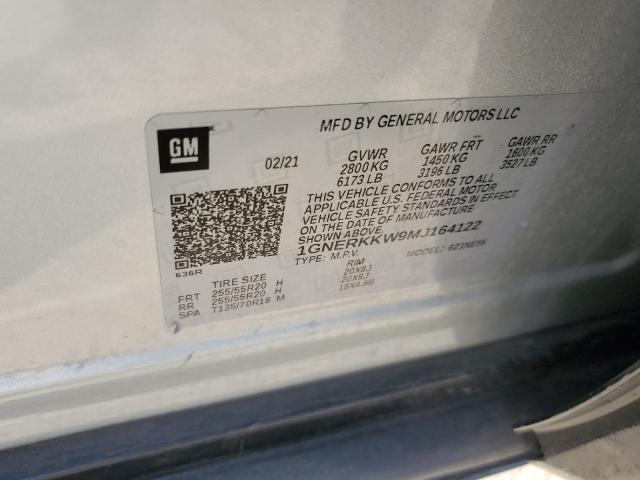 MFD BY GENERAL MOTORS LLC
GM
02/21 GVWR GAWR FRT GAWR RR
2800 KG 1450 KG 1600 KG
6173 LB 3196 LB 3527 LB
THIS VEHICLE CONFORMS TO ALL
APPLICABLE U.S. FEDERAL MOTOR
VEHICLE SAFETY STANDARDS IN EFFECT
ON THE DATE OF MANUFACTURE
SHOWN ABOVE.
1GNERKKW9MJ164122
TYPE: M.P.V. MODEL:
636R
TIRE SIZE RIM
FRT 255/55R20 H 20X8J
RR 255/55R20 H 20X8J
SPA T135/70R18 M 18X4.5B